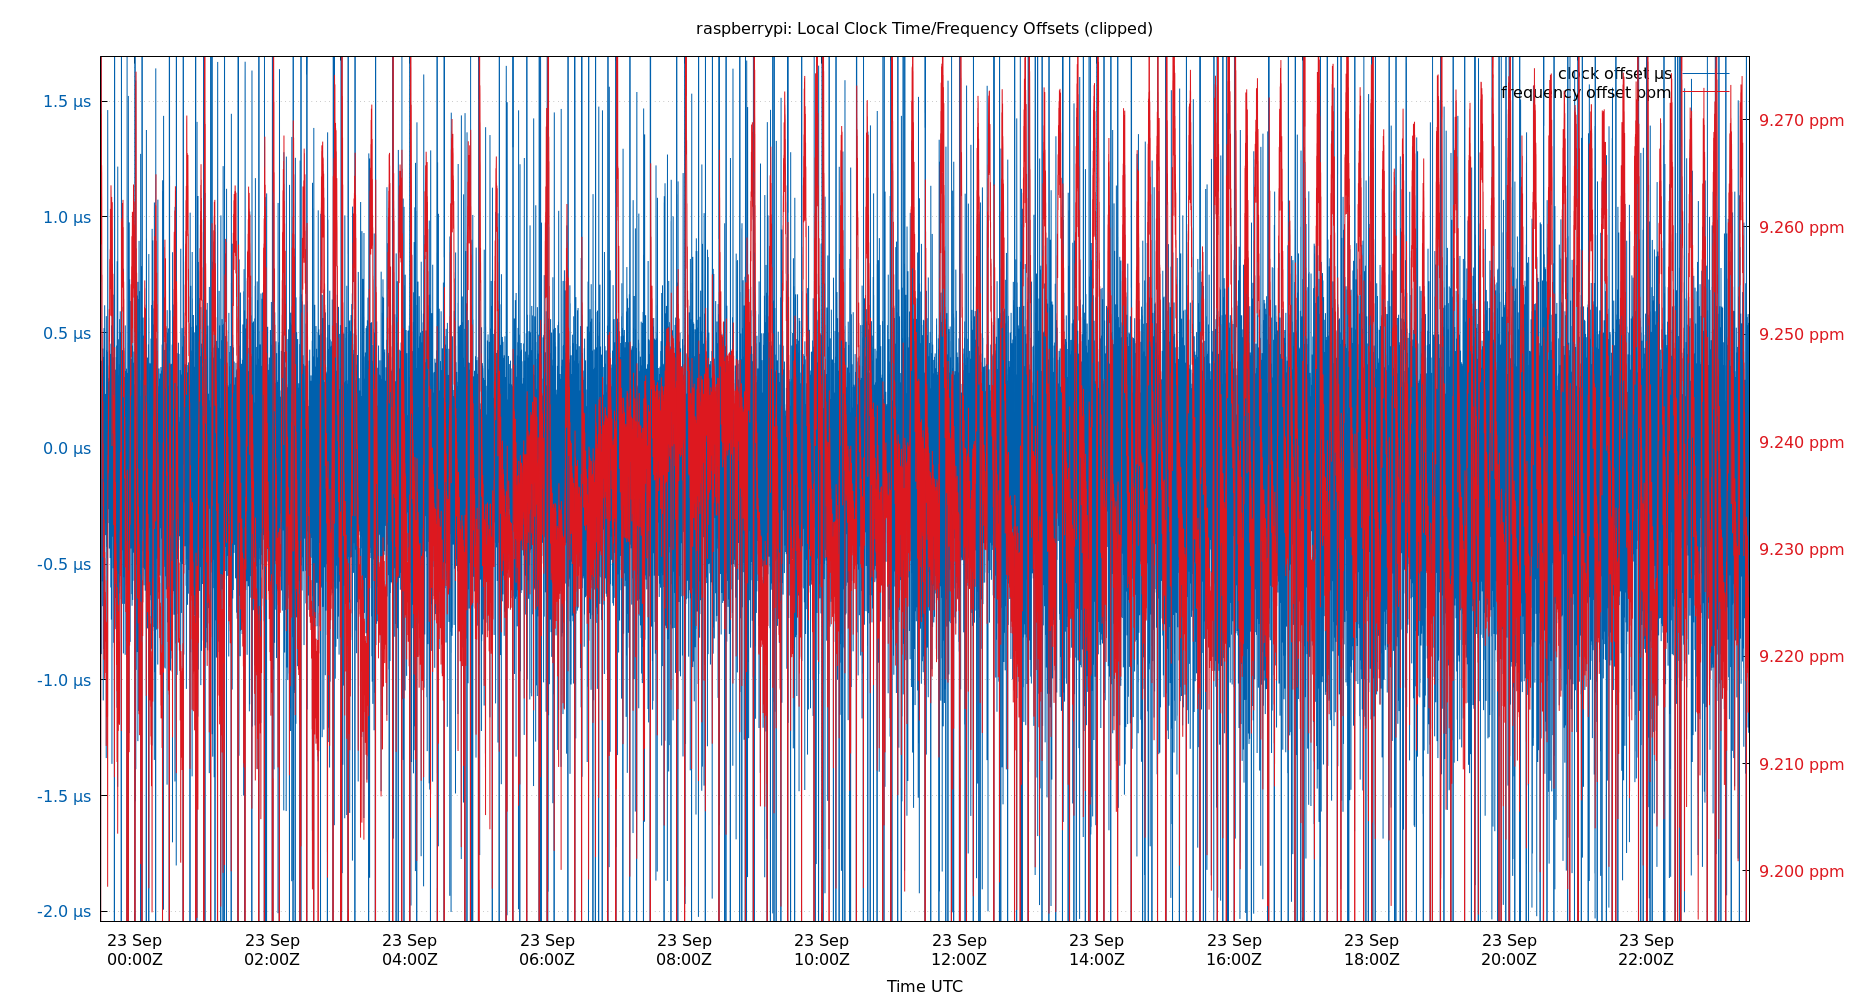 raspberrypi: Local Clock Time/Frequency Offsets (clipped)
clock offset µs
frequency offset ppm
1.5 µs
1.0 µs
0.5 µs
0.0 µs
-0.5 µs
-1.0 µs
-1.5 µs
-2.0 µs
9.270 ppm
9.260 ppm
9.250 ppm
9.240 ppm
9.230 ppm
9.220 ppm
9.210 ppm
9.200 ppm
23 Sep 23 Sep 23 Sep 23 Sep 23 Sep 23 Sep 23 Sep 23 Sep 23 Sep 23 Sep 23 Sep 23 Sep
00:00Z 02:00Z 04:00Z 06:00Z 08:00Z 10:00Z 12:00Z 14:00Z 16:00Z 18:00Z 20:00Z 22:00Z
Time UTC